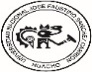 UNIVERSIDAD NACIONAL JOSE FAUSTINO SANCHEZ CARRION
HUACHO